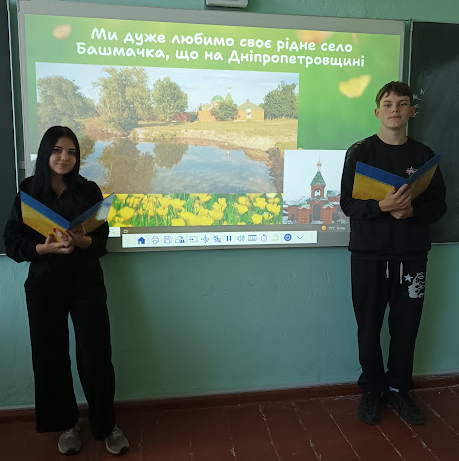 Ми дуже любимо своє рідне село
Башмачка, що на Дніпропетровщині